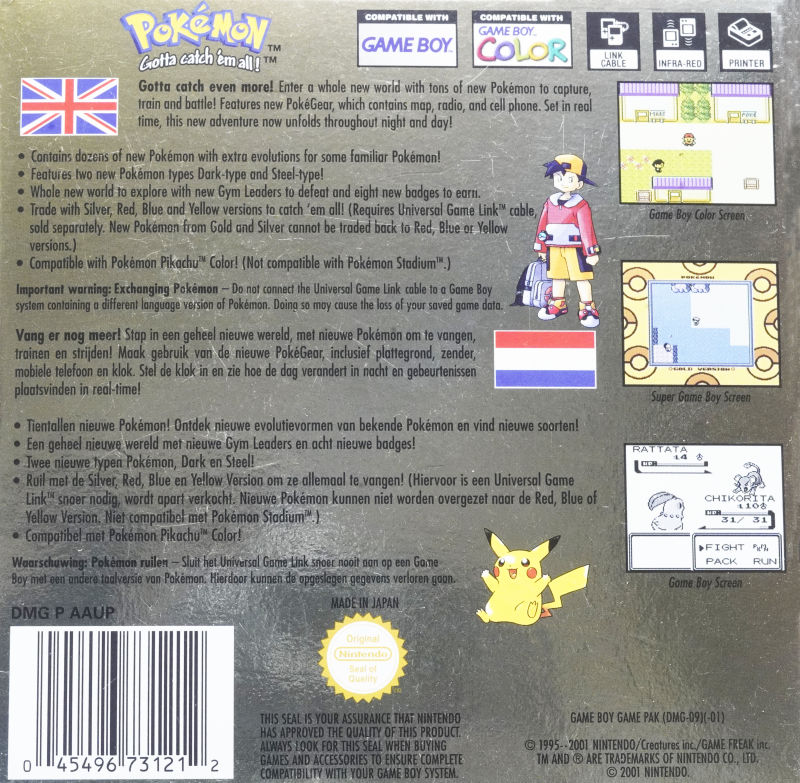 POKéMON™
Gotta catch 'em all!™
COMPATIBLE WITH
GAME BOY™
COMPATIBLE WITH
GAME BOY™
COLOR
LINK
CABLE
INFRA-RED
PRINTER
Gotta catch even more! Enter a whole new world with tons of new Pokémon to capture,
train and battle! Features new PokéGear, which contains map, radio, and cell phone. Set in real
time, this new adventure now unfolds throughout night and day!
• Contains dozens of new Pokémon with extra evolutions for some familiar Pokémon!
• Features two new Pokémon types Dark-type and Steel-type!
• Whole new world to explore with new Gym Leaders to defeat and eight new badges to earn.
• Trade with Silver, Red, Blue and Yellow versions to catch 'em all! (Requires Universal Game Link™ cable,
sold separately. New Pokémon from Gold and Silver cannot be traded back to Red, Blue or Yellow
versions.)
• Compatible with Pokémon Pikachu™ Color! (Not compatible with Pokémon Stadium™.)
Important warning: Exchanging Pokémon – Do not connect the Universal Game Link cable to a Game Boy
system containing a different language version of Pokémon. Doing so may cause the loss of your saved game data.
Game Boy Color Screen
POKéMON
GOLD VERSION
Super Game Boy Screen
Vang er nog meer! Stap in een geheel nieuwe wereld, met nieuwe Pokémon om te vangen,
trainen en strijden! Maak gebruik van de nieuwe PokéGear, inclusief plattegrond, zender,
mobiele telefoon en klok. Stel de klok in en zie hoe de dag verandert in nacht en gebeurtenissen
plaatsvinden in real-time!
• Tientallen nieuwe Pokémon! Ontdek nieuwe evolutievormen van bekende Pokémon en vind nieuwe soorten!
• Een geheel nieuwe wereld met nieuwe Gym Leaders en acht nieuwe badges!
• Twee nieuwe typen Pokémon, Dark en Steel!
• Ruil met de Silver, Red, Blue en Yellow Version om ze allemaal te vangen! (Hiervoor is een Universal Game
Link™ snoer nodig, wordt apart verkocht. Nieuwe Pokémon kunnen niet worden overgezet naar de Red, Blue of
Yellow Version. Niet compatibel met Pokémon Stadium™.)
• Compatibel met Pokémon Pikachu™ Color!
Waarschuwing: Pokémon ruilen – Sluit het Universal Game Link snoer nooit aan op een Game
Boy met een andere taalversie van Pokémon. Hierdoor kunnen de opgeslagen gegevens verloren gaan.
RATTATA
:L4 ♂
HP:
CHIKORITA
:L10♂
HP:
31/ 31
▶FIGHT PKMN
PACK RUN
Game Boy Screen
DMG P AAUP
0 45496 73121 2
MADE IN JAPAN
Original
Nintendo
Seal of
Quality
THIS SEAL IS YOUR ASSURANCE THAT NINTENDO
HAS APPROVED THE QUALITY OF THIS PRODUCT.
ALWAYS LOOK FOR THIS SEAL WHEN BUYING
GAMES AND ACCESSORIES TO ENSURE COMPLETE
COMPATIBILITY WITH YOUR GAME BOY SYSTEM.
GAME BOY GAME PAK (DMG-09)(-01)
© 1995–2001 NINTENDO/Creatures inc./GAME FREAK inc.
TM AND ® ARE TRADEMARKS OF NINTENDO CO., LTD.
© 2001 NINTENDO.